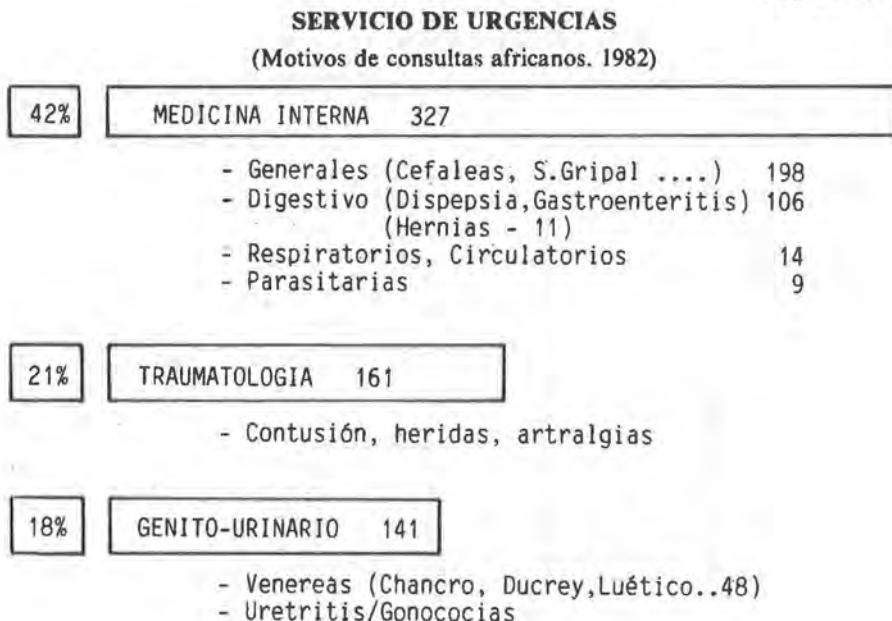 SERVICIO DE URGENCIAS
(Motivos de consultas africanos. 1982)
42% MEDICINA INTERNA 327
- Generales (Cefaleas, S.Gripal ....) 198
- Digestivo (Dispepsia,Gastroenteritis) 106
(Hernias - 11)
- Respiratorios, Circulatorios 14
- Parasitarias 9
21% TRAUMATOLOGIA 161
- Contusión, heridas, artralgias
18% GENITO-URINARIO 141
- Venereas (Chancro, Ducrey,Luético..48)
- Uretritis/Gonococias